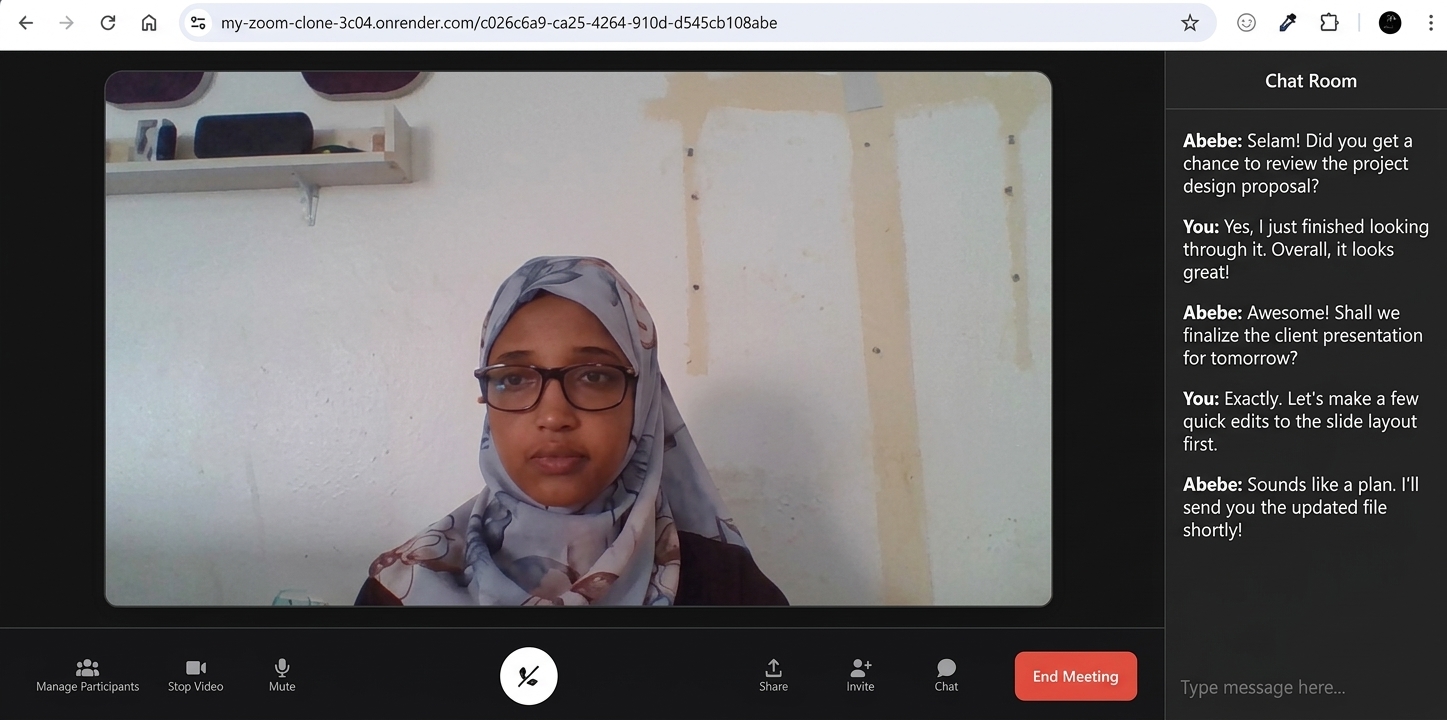 my-zoom-clone-3c04.onrender.com/c026c6a9-ca25-4264-910d-d545cb108abe
Chat Room
Abebe: Selam! Did you get a
chance to review the project
design proposal?
You: Yes, I just finished looking
through it. Overall, it looks
great!
Abebe: Awesome! Shall we
finalize the client presentation
for tomorrow?
You: Exactly. Let's make a few
quick edits to the slide layout
first.
Abebe: Sounds like a plan. I'll
send you the updated file
shortly!
Manage Participants
Stop Video
Mute
Share
Invite
Chat
End Meeting
Type message here...